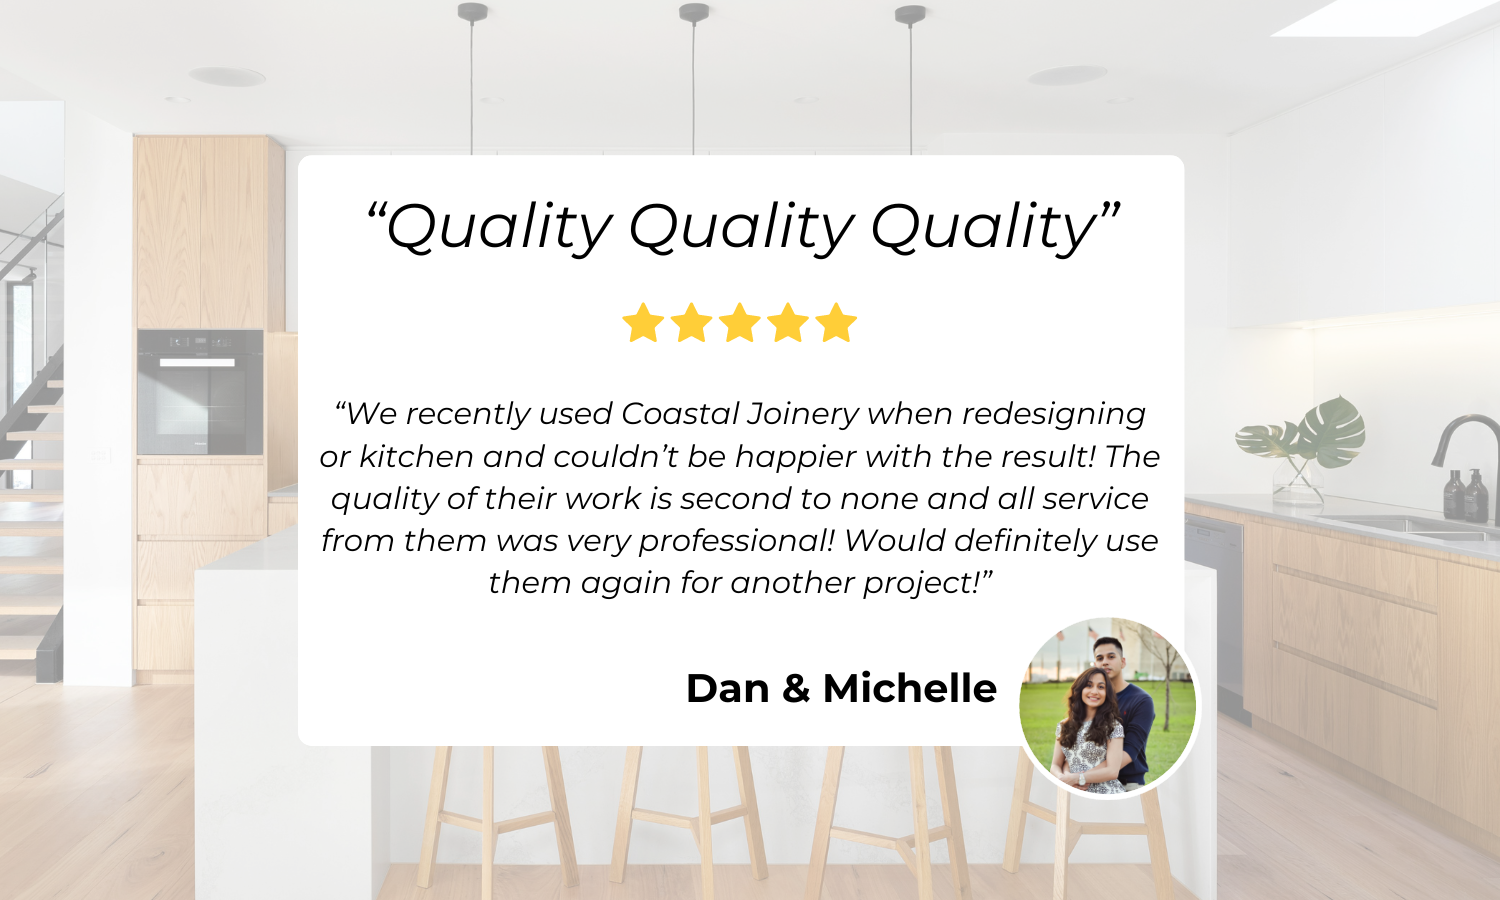 “Quality Quality Quality”
“We recently used Coastal Joinery when redesigning
or kitchen and couldn’t be happier with the result! The
quality of their work is second to none and all service
from them was very professional! Would definitely use
them again for another project!”
Dan & Michelle